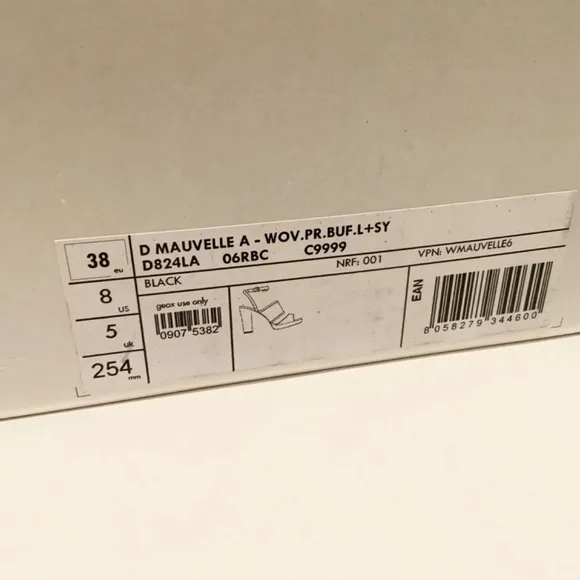 38 eu
8 us
5 uk
254 mm
D MAUVELLE A - WOV.PR.BUF.L+SY
D824LA 06RBC C9999
BLACK NRF: 001 VPN: WMAUVELLE6
geox use only
0907 5382
EAN
8 058279 344600